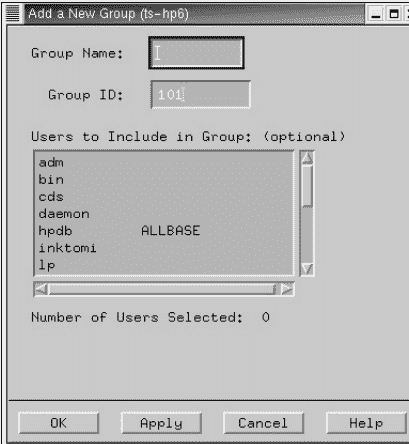 Add a New Group (ts-hp6)
Group Name:
Group ID: 101
Users to Include in Group: (optional)
adm
bin
cds
daemon
hpdb ALLBASE
inktomi
lp
Number of Users Selected: 0
OK Apply Cancel Help